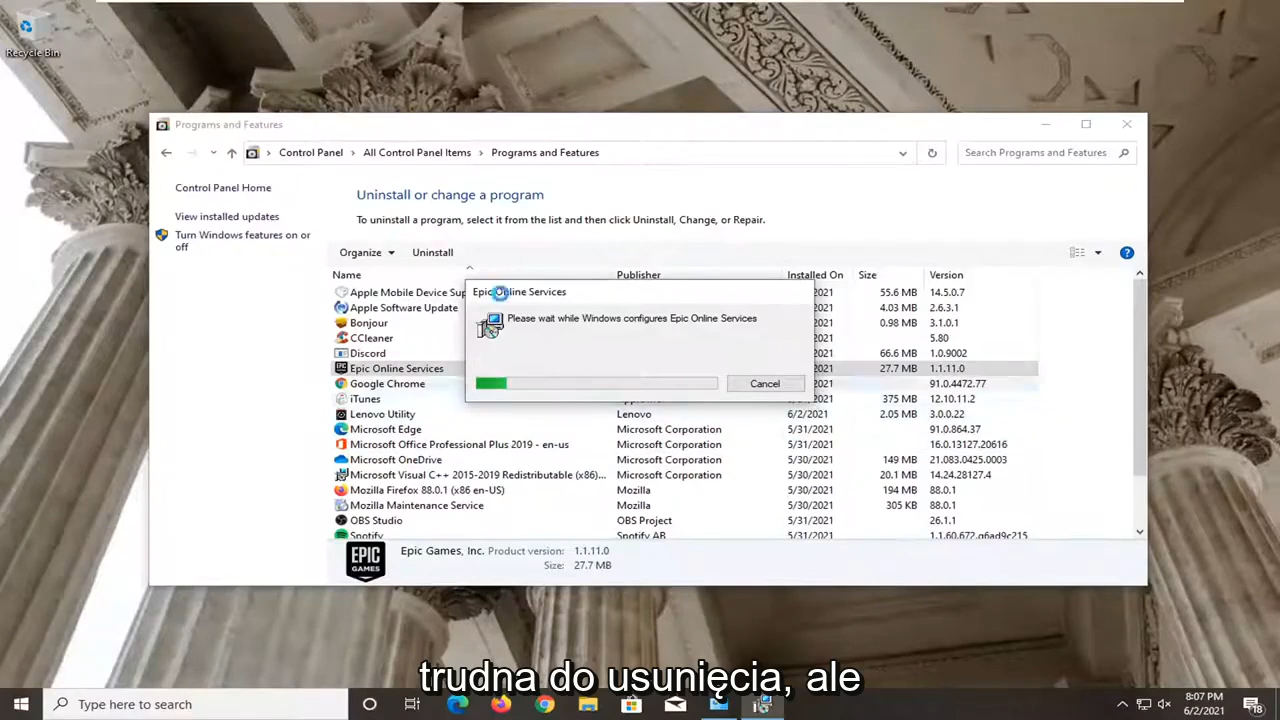 Recycle Bin
Programs and Features
Control Panel > All Control Panel Items > Programs and Features
Search Programs and Features
Control Panel Home
View installed updates
Turn Windows features on or
off
Uninstall or change a program
To uninstall a program, select it from the list and then click Uninstall, Change, or Repair.
Organize Uninstall
Name Publisher Installed On Size Version
Apple Mobile Device Sup 2021 55.6 MB 14.5.0.7
Apple Software Update 2021 4.03 MB 2.6.3.1
Bonjour 2021 0.98 MB 3.1.0.1
CCleaner 2021 5.80
Discord 2021 66.6 MB 1.0.9002
Epic Online Services 2021 27.7 MB 1.1.11.0
Google Chrome 2021 91.0.4472.77
iTunes 2021 375 MB 12.10.11.2
Lenovo Utility Lenovo 6/2/2021 2.05 MB 3.0.0.22
Microsoft Edge Microsoft Corporation 5/31/2021 91.0.864.37
Microsoft Office Professional Plus 2019 - en-us Microsoft Corporation 5/31/2021 16.0.13127.20616
Microsoft OneDrive Microsoft Corporation 5/30/2021 149 MB 21.083.0425.0003
Microsoft Visual C++ 2015-2019 Redistributable (x86)... Microsoft Corporation 5/30/2021 20.1 MB 14.24.28127.4
Mozilla Firefox 88.0.1 (x86 en-US) Mozilla 5/30/2021 194 MB 88.0.1
Mozilla Maintenance Service Mozilla 5/30/2021 305 KB 88.0.1
OBS Studio OBS Project 5/31/2021 26.1.1
Spotify Spotify AB 5/31/2021 1.1.60.672.g6ad9c215
Epic Online Services
Please wait while Windows configures Epic Online Services
Cancel
EPIC
GAMES
Epic Games, Inc. Product version: 1.1.11.0
Size: 27.7 MB
trudna do usunięcia, ale
Type here to search
8:07 PM
6/2/2021
18